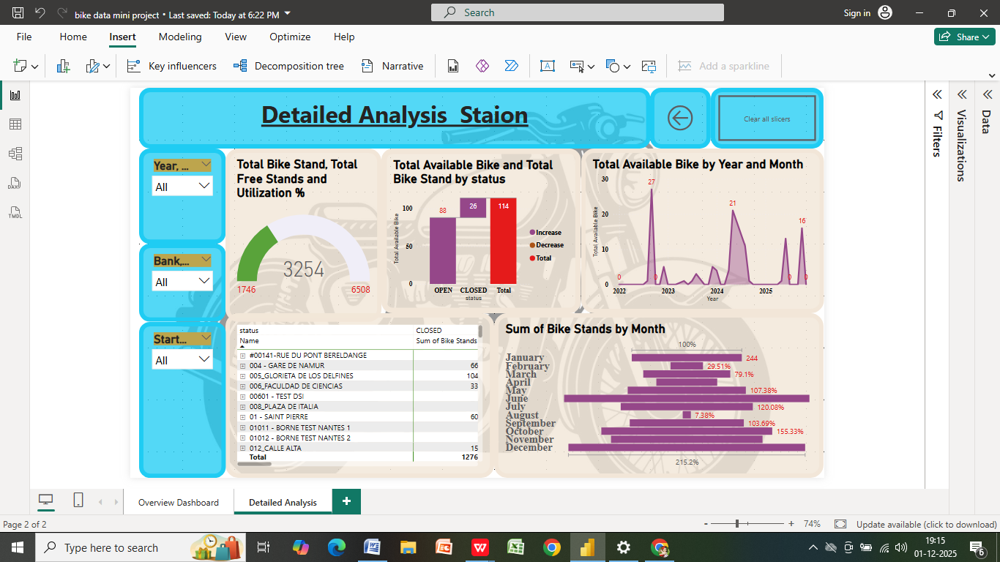 bike data mini project • Last saved: Today at 6:22 PM
Search
Sign in
File
Home
Insert
Modeling
View
Optimize
Help
Share
Key influencers
Decomposition tree
Narrative
Add a sparkline
Detailed Analysis  Staion
Clear all slicers
Filters
Visualizations
Data
Year, ...
All
Bank,...
All
Start...
All
Total Bike Stand, Total
Free Stands and
Utilization %
3254
1746
6508
Total Available Bike and Total
Bike Stand by status
Total Available Bike
100
50
0
88
26
114
OPEN
CLOSED
Total
status
Increase
Decrease
Total
Total Available Bike by Year and Month
Total Available Bike
30
20
10
0
0
27
0
21
16
0
0
2022
2023
2024
2025
Year
status
CLOSED
Name
Sum of Bike Stands
#00141-RUE DU PONT BERELDANGE
004 - GARE DE NAMUR 66
005_GLORIETA DE LOS DELFINES 104
006_FACULDAD DE CIENCIAS 33
00601 - TEST DSI
008_PLAZA DE ITALIA
01 - SAINT PIERRE 60
01011 - BORNE TEST NANTES 1
01012 - BORNE TEST NANTES 2
012_CALLE ALTA 15
Total 1276
Sum of Bike Stands by Month
100%
January 244
February 29.51%
March 79.1%
April
May 107.38%
June
July 120.08%
August 7.38%
September 103.69%
October 155.33%
November
December
215.2%
Overview Dashboard
Detailed Analysis
Page 2 of 2
74%
Update available (click to download)
Type here to search
19:15
01-12-2025
6